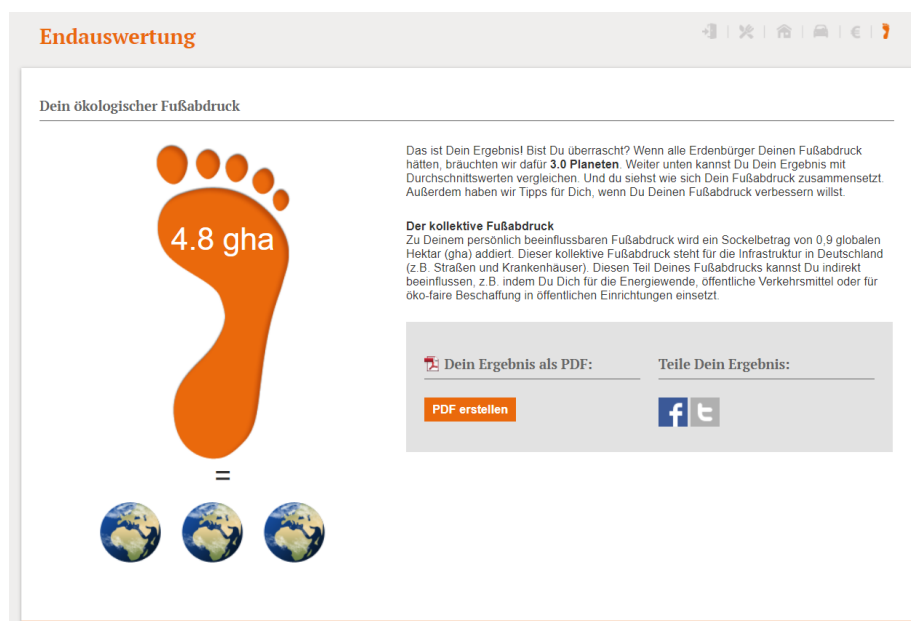 Endauswertung
Dein ökologischer Fußabdruck
4.8 gha
=
Das ist Dein Ergebnis! Bist Du überrascht? Wenn alle Erdenbürger Deinen Fußabdruck
hätten, bräuchten wir dafür 3.0 Planeten. Weiter unten kannst Du Dein Ergebnis mit
Durchschnittswerten vergleichen. Und du siehst wie sich Dein Fußabdruck zusammensetzt.
Außerdem haben wir Tipps für Dich, wenn Du Deinen Fußabdruck verbessern willst.
Der kollektive Fußabdruck
Zu Deinem persönlich beeinflussbaren Fußabdruck wird ein Sockelbetrag von 0,9 globalen
Hektar (gha) addiert. Dieser kollektive Fußabdruck steht für die Infrastruktur in Deutschland
(z.B. Straßen und Krankenhäuser). Diesen Teil Deines Fußabdrucks kannst Du indirekt
beeinflussen, z.B. indem Du Dich für die Energiewende, öffentliche Verkehrsmittel oder für
öko-faire Beschaffung in öffentlichen Einrichtungen einsetzt.
Dein Ergebnis als PDF:
PDF erstellen
Teile Dein Ergebnis: